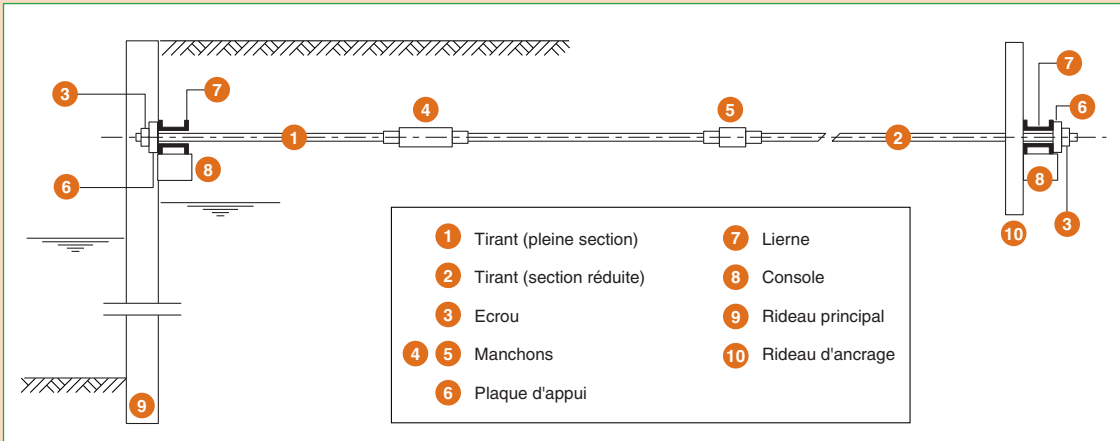 3
7
1
4
5
2
7
6
8
6
8
3
10
9
1 Tirant (pleine section)
2 Tirant (section réduite)
3 Ecrou
4 5 Manchons
6 Plaque d'appui
7 Lierne
8 Console
9 Rideau principal
10 Rideau d'ancrage